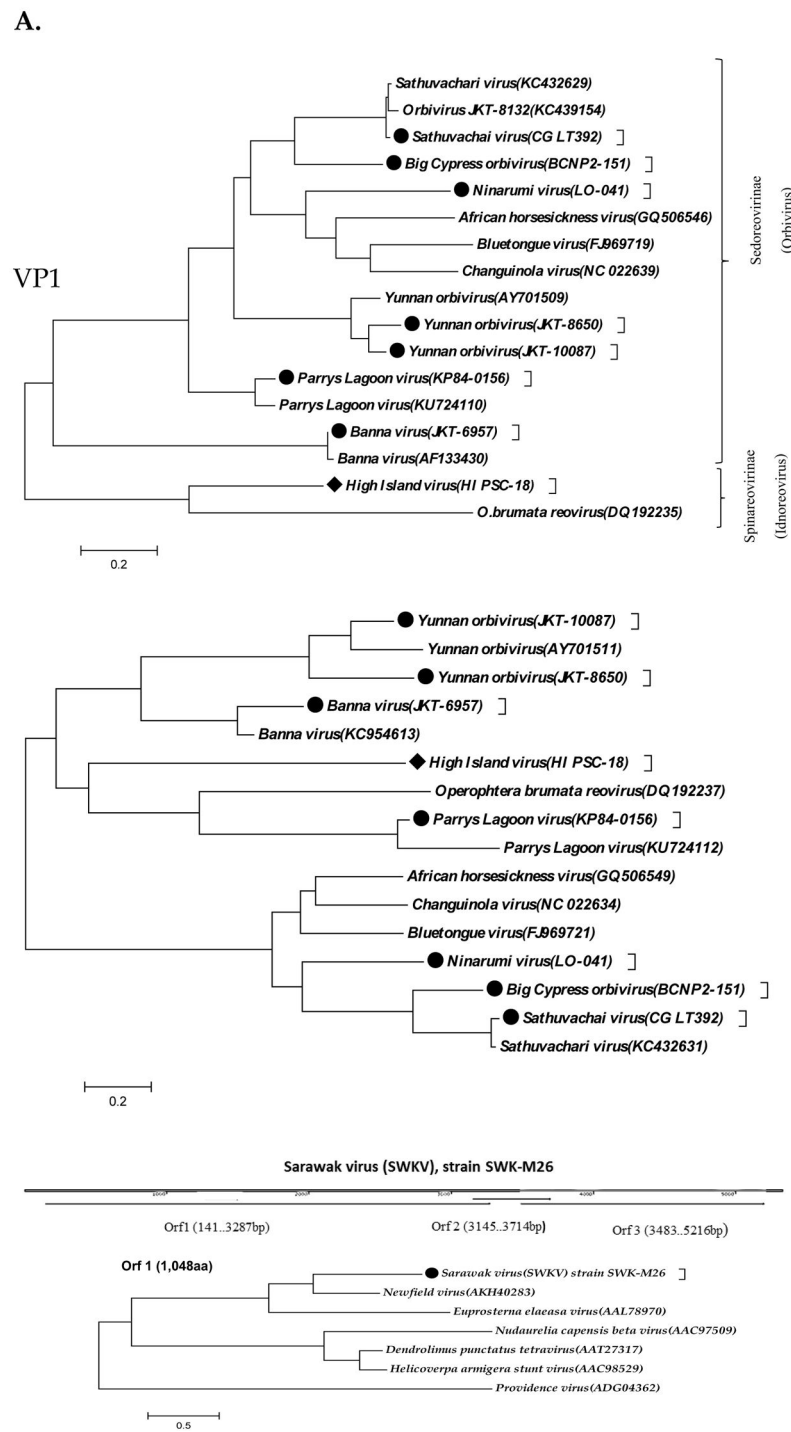 A.
Sathuvachari virus(KC432629)
Orbivirus JKT-8132(KC439154)
Sathuvachai virus(CG LT392)
Big Cypress orbivirus(BCNP2-151)
Ninarumi virus(LO-041)
African horsesickness virus(GQ506546)
Bluetongue virus(FJ969719)
Changuinola virus(NC 022639)
Yunnan orbivirus(AY701509)
Yunnan orbivirus(JKT-8650)
Yunnan orbivirus(JKT-10087)
Parrys Lagoon virus(KP84-0156)
Parrys Lagoon virus(KU724110)
Banna virus(JKT-6957)
Banna virus(AF133430)
High Island virus(HI PSC-18)
O.brumata reovirus(DQ192235)
VP1
Sedoreovirinae
(Orbivirus)
Spinareovirinae
(Idnoreovirus)
0.2
Yunnan orbivirus(JKT-10087)
Yunnan orbivirus(AY701511)
Yunnan orbivirus(JKT-8650)
Banna virus(JKT-6957)
Banna virus(KC954613)
High Island virus(HI PSC-18)
Operophtera brumata reovirus(DQ192237)
Parrys Lagoon virus(KP84-0156)
Parrys Lagoon virus(KU724112)
African horsesickness virus(GQ506549)
Changuinola virus(NC 022634)
Bluetongue virus(FJ969721)
Ninarumi virus(LO-041)
Big Cypress orbivirus(BCNP2-151)
Sathuvachai virus(CG LT392)
Sathuvachari virus(KC432631)
0.2
Sarawak virus (SWKV), strain SWK-M26
1000 2000 3000 4000 5000
Orf1 (141..3287bp) Orf 2 (3145..3714bp) Orf 3 (3483..5216bp)
Orf 1 (1,048aa)
Sarawak virus(SWKV) strain SWK-M26
Newfield virus(AKH40283)
Euprosterna elaeasa virus(AAL78970)
Nudaurelia capensis beta virus(AAC97509)
Dendrolimus punctatus tetravirus(AAT27317)
Helicoverpa armigera stunt virus(AAC98529)
Providence virus(ADG04362)
0.5